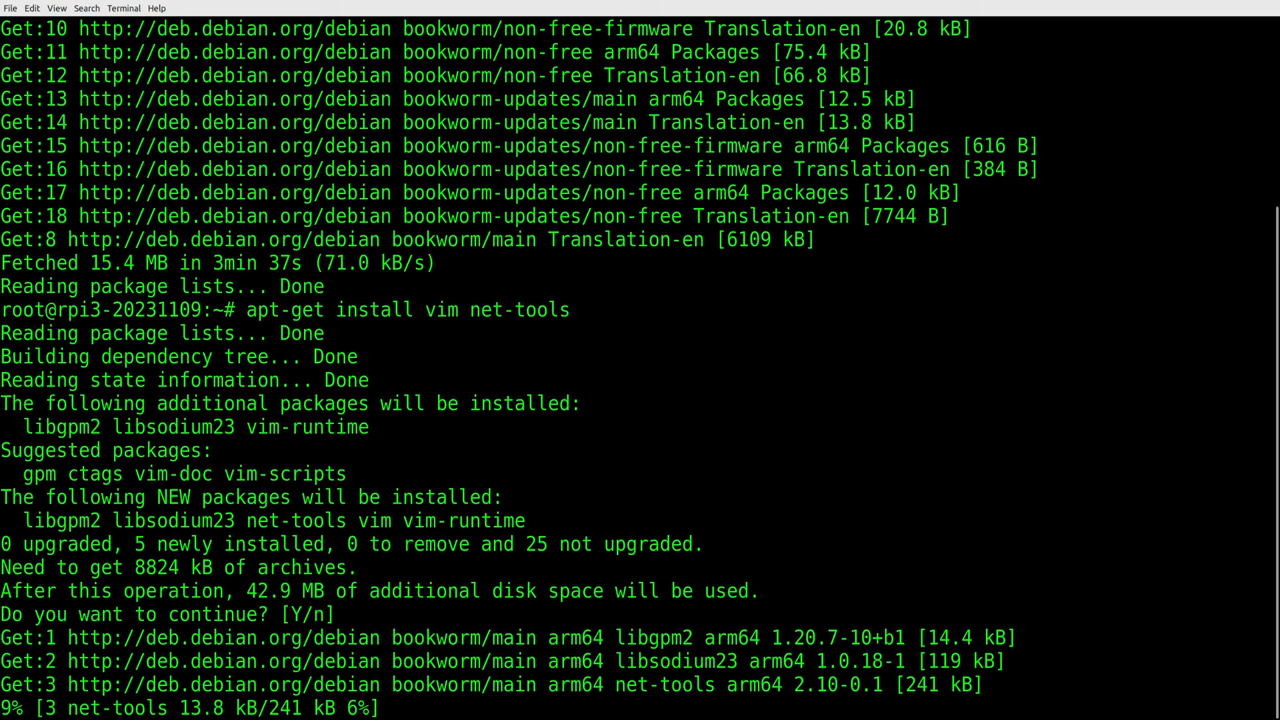 File Edit View Search Terminal Help
Get:10 http://deb.debian.org/debian bookworm/non-free-firmware Translation-en [20.8 kB]
Get:11 http://deb.debian.org/debian bookworm/non-free arm64 Packages [75.4 kB]
Get:12 http://deb.debian.org/debian bookworm/non-free Translation-en [66.8 kB]
Get:13 http://deb.debian.org/debian bookworm-updates/main arm64 Packages [12.5 kB]
Get:14 http://deb.debian.org/debian bookworm-updates/main Translation-en [13.8 kB]
Get:15 http://deb.debian.org/debian bookworm-updates/non-free-firmware arm64 Packages [616 B]
Get:16 http://deb.debian.org/debian bookworm-updates/non-free-firmware Translation-en [384 B]
Get:17 http://deb.debian.org/debian bookworm-updates/non-free arm64 Packages [12.0 kB]
Get:18 http://deb.debian.org/debian bookworm-updates/non-free Translation-en [7744 B]
Get:8 http://deb.debian.org/debian bookworm/main Translation-en [6109 kB]
Fetched 15.4 MB in 3min 37s (71.0 kB/s)
Reading package lists... Done
root@rpi3-20231109:~# apt-get install vim net-tools
Reading package lists... Done
Building dependency tree... Done
Reading state information... Done
The following additional packages will be installed:
  libgpm2 libsodium23 vim-runtime
Suggested packages:
  gpm ctags vim-doc vim-scripts
The following NEW packages will be installed:
  libgpm2 libsodium23 net-tools vim vim-runtime
0 upgraded, 5 newly installed, 0 to remove and 25 not upgraded.
Need to get 8824 kB of archives.
After this operation, 42.9 MB of additional disk space will be used.
Do you want to continue? [Y/n]
Get:1 http://deb.debian.org/debian bookworm/main arm64 libgpm2 arm64 1.20.7-10+b1 [14.4 kB]
Get:2 http://deb.debian.org/debian bookworm/main arm64 libsodium23 arm64 1.0.18-1 [119 kB]
Get:3 http://deb.debian.org/debian bookworm/main arm64 net-tools arm64 2.10-0.1 [241 kB]
9% [3 net-tools 13.8 kB/241 kB 6%]